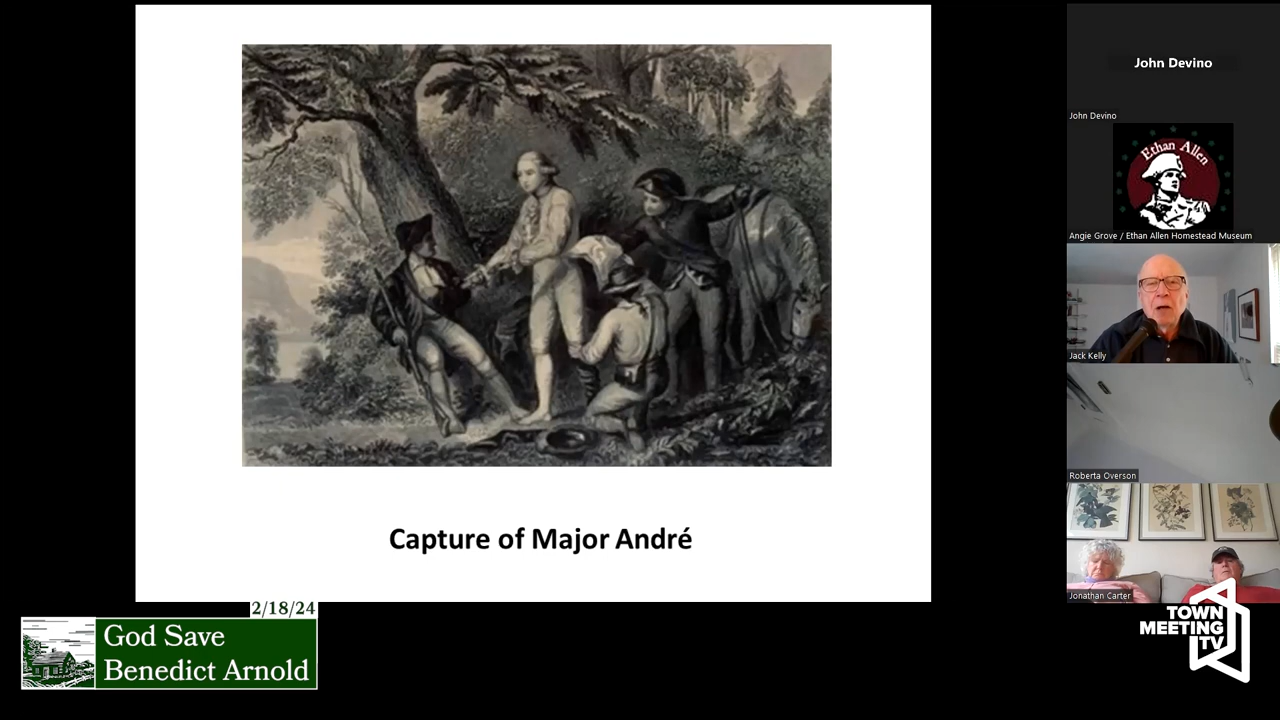 Capture of Major André
John Devino
John Devino
Ethan Allen
Angie Grove / Ethan Allen Homestead Museum
Jack Kelly
Roberta Overson
Jonathan Carter
2/18/24
God Save
Benedict Arnold
TOWN
MEETING
TV